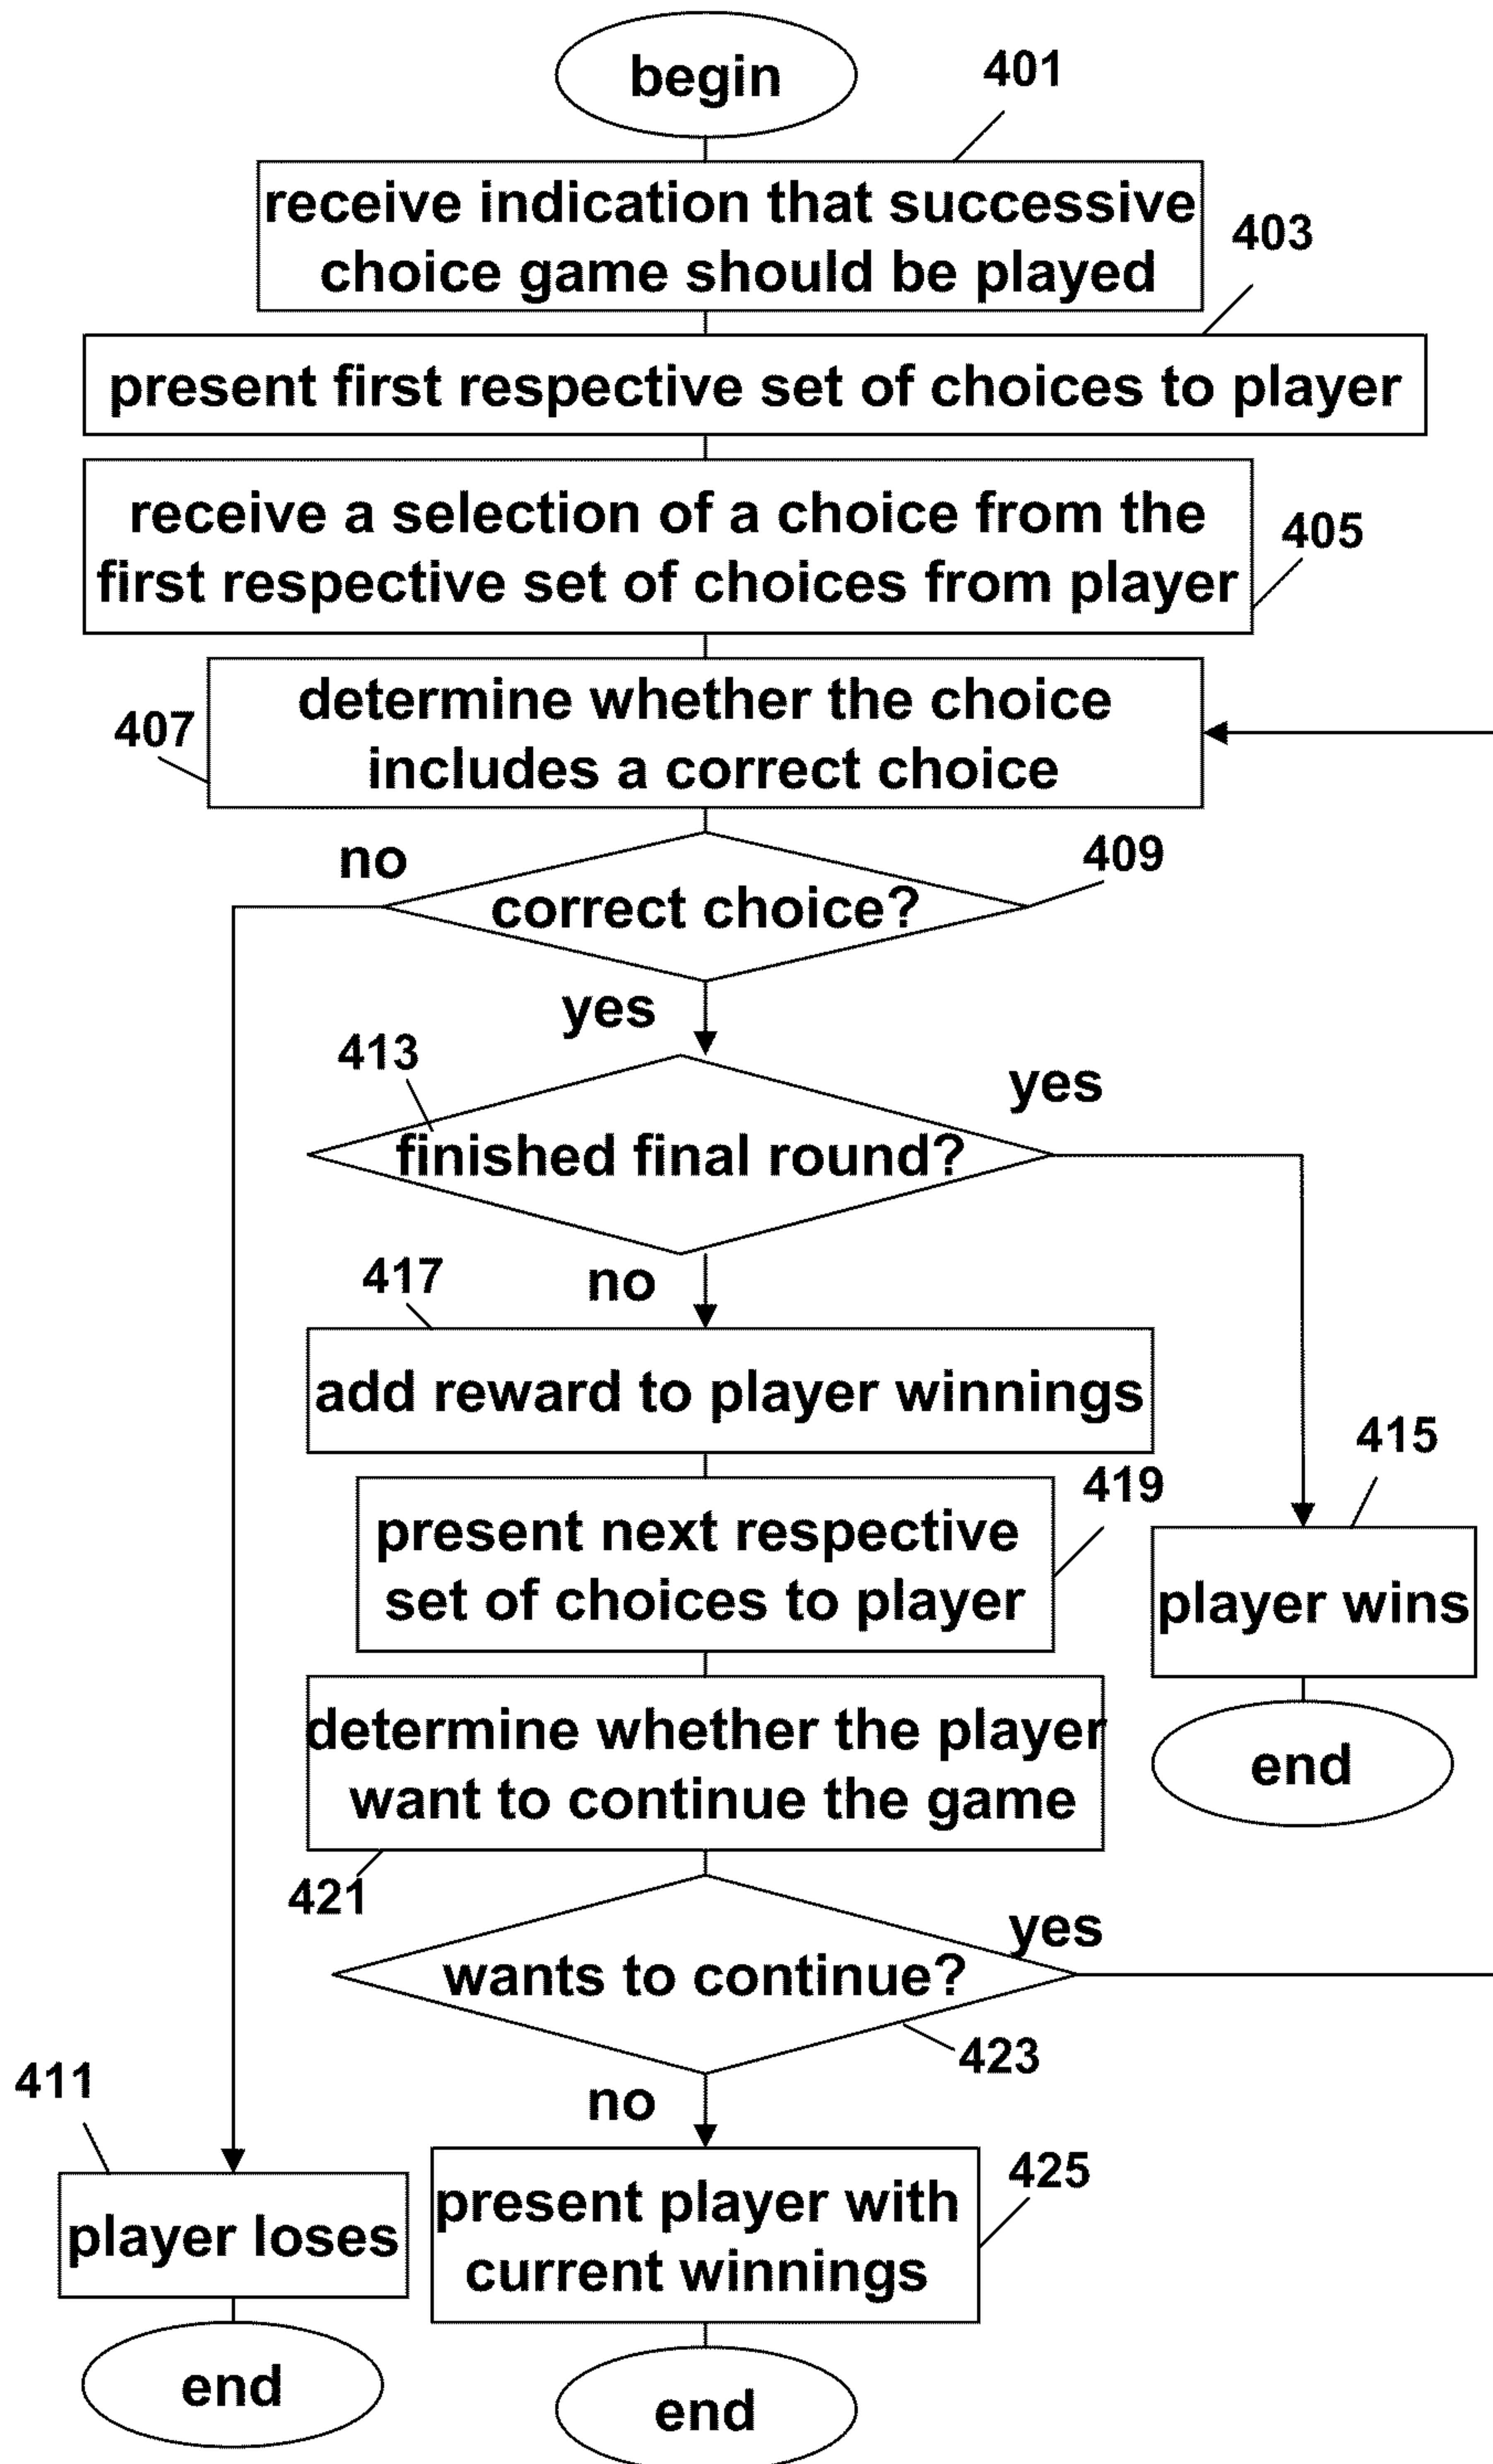 begin
401
receive indication that successive
choice game should be played
403
present first respective set of choices to player
receive a selection of a choice from the
first respective set of choices from player
405
determine whether the choice
includes a correct choice
407
no
409
correct choice?
yes
413
yes
finished final round?
417
no
add reward to player winnings
415
419
present next respective
set of choices to player
player wins
determine whether the player
want to continue the game
end
421
yes
wants to continue?
423
411
no
425
player loses
present player with
current winnings
end
end